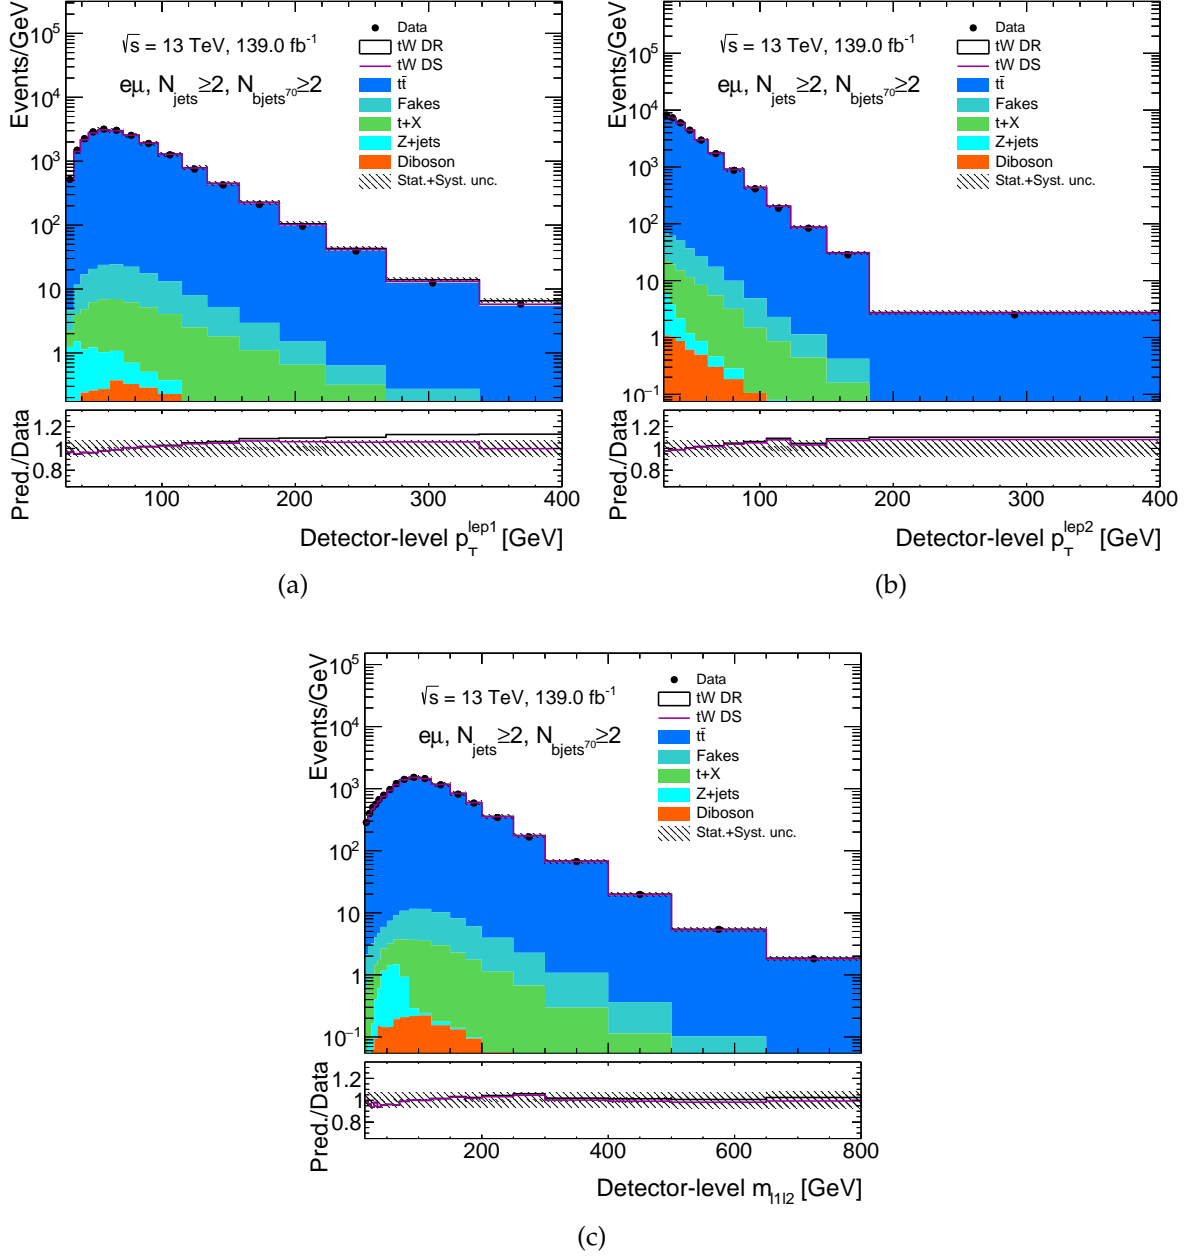 Events/GeV
10⁵
10⁴
10³
10²
10
1
√s = 13 TeV, 139.0 fb⁻¹
eμ, N_jets≥2, N_bjets⁷⁰≥2
Data
tW DR
tW DS
tt̄
Fakes
t+X
Z+jets
Diboson
Stat.+Syst. unc.
Pred./Data
1.2
1
0.8
100 200 300 400
Detector-level p_T^lep1 [GeV]
(a)
Events/GeV
10⁵
10⁴
10³
10²
10
1
10⁻¹
√s = 13 TeV, 139.0 fb⁻¹
eμ, N_jets≥2, N_bjets⁷⁰≥2
Data
tW DR
tW DS
tt̄
Fakes
t+X
Z+jets
Diboson
Stat.+Syst. unc.
Pred./Data
1.2
1
0.8
100 200 300 400
Detector-level p_T^lep2 [GeV]
(b)
Events/GeV
10⁵
10⁴
10³
10²
10
1
10⁻¹
√s = 13 TeV, 139.0 fb⁻¹
eμ, N_jets≥2, N_bjets⁷⁰≥2
Data
tW DR
tW DS
tt̄
Fakes
t+X
Z+jets
Diboson
Stat.+Syst. unc.
Pred./Data
1.2
1
0.8
200 400 600 800
Detector-level m_l1l2 [GeV]
(c)